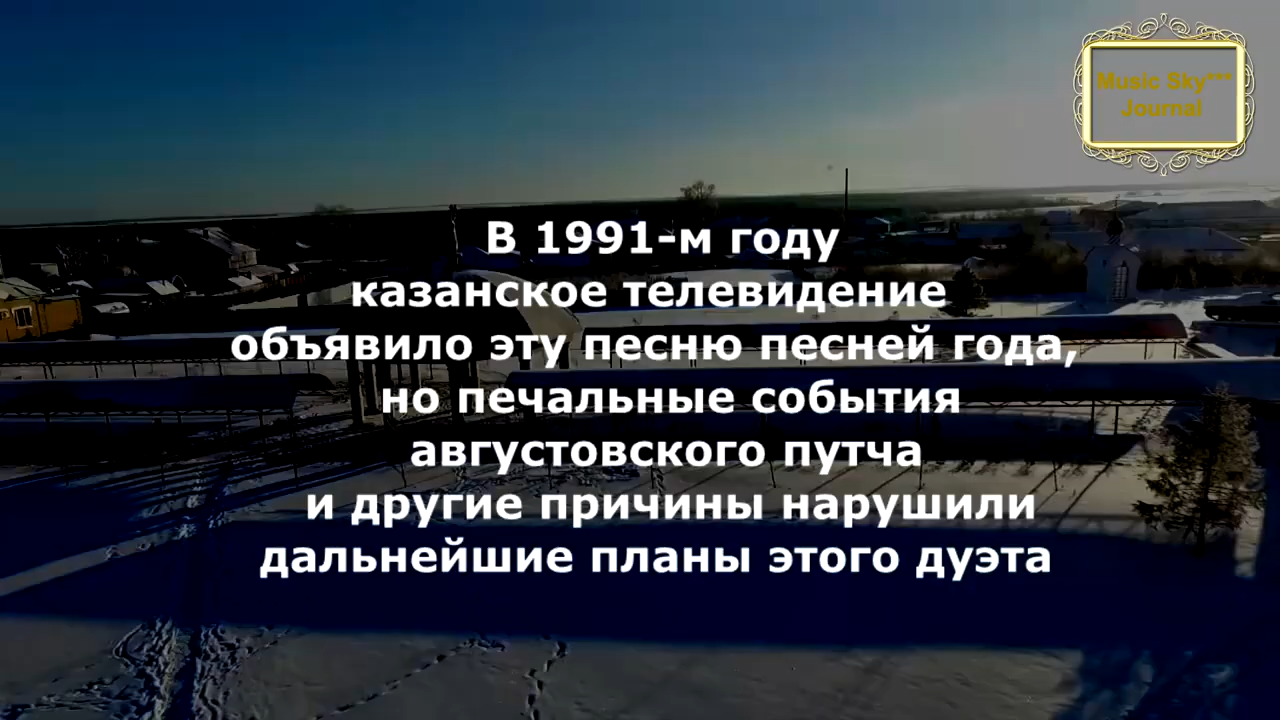 Music Sky***
Journal
В 1991-м году
казанское телевидение
объявило эту песню песней года,
но печальные события
августовского путча
и другие причины нарушили
дальнейшие планы этого дуэта